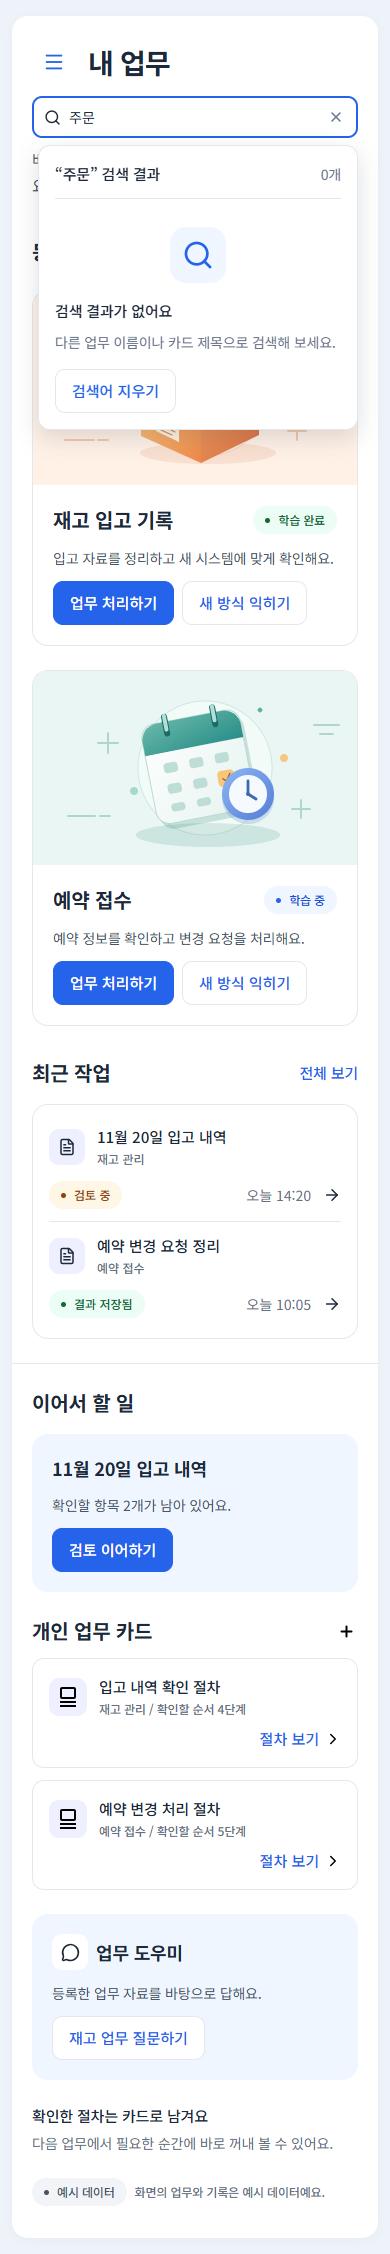 내 업무
주문
“주문” 검색 결과
0개
검색 결과가 없어요
다른 업무 이름이나 카드 제목으로 검색해 보세요.
검색어 지우기
재고 입고 기록
학습 완료
입고 자료를 정리하고 새 시스템에 맞게 확인해요.
업무 처리하기
새 방식 익히기
예약 접수
학습 중
예약 정보를 확인하고 변경 요청을 처리해요.
업무 처리하기
새 방식 익히기
최근 작업
전체 보기
11월 20일 입고 내역
재고 관리
검토 중
오늘 14:20
예약 변경 요청 정리
예약 접수
결과 저장됨
오늘 10:05
이어서 할 일
11월 20일 입고 내역
확인할 항목 2개가 남아 있어요.
검토 이어하기
개인 업무 카드
입고 내역 확인 절차
재고 관리 / 확인할 순서 4단계
절차 보기
예약 변경 처리 절차
예약 접수 / 확인할 순서 5단계
절차 보기
업무 도우미
등록한 업무 자료를 바탕으로 답해요.
재고 업무 질문하기
확인한 절차는 카드로 남겨요
다음 업무에서 필요한 순간에 바로 꺼내 볼 수 있어요.
예시 데이터
화면의 업무와 기록은 예시 데이터예요.